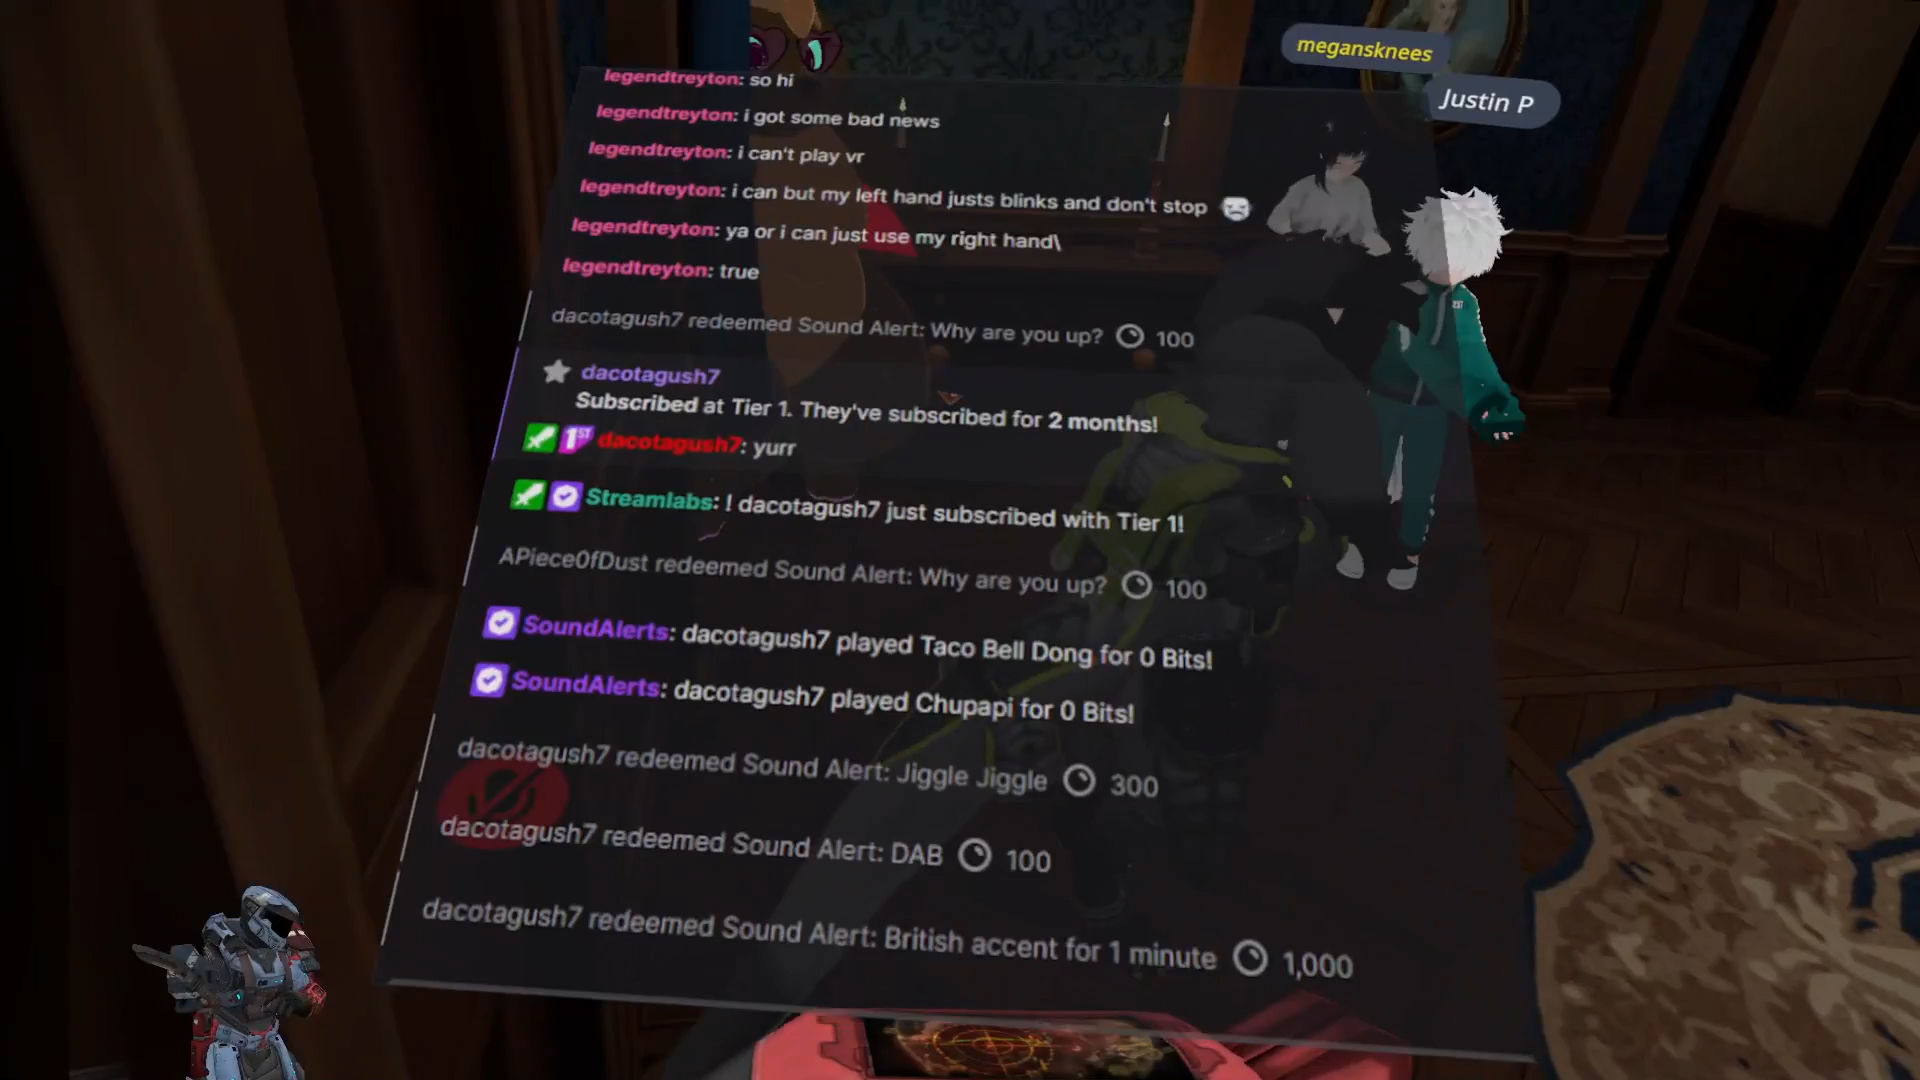 megansknees
Justin P
legendtreyton: so hi
legendtreyton: i got some bad news
legendtreyton: i can't play vr
legendtreyton: i can but my left hand justs blinks and don't stop
legendtreyton: ya or i can just use my right hand\
legendtreyton: true
dacotagush7 redeemed Sound Alert: Why are you up? 100
dacotagush7
Subscribed at Tier 1. They've subscribed for 2 months!
1ST dacotagush7: yurr
Streamlabs: ! dacotagush7 just subscribed with Tier 1!
APiece0fDust redeemed Sound Alert: Why are you up? 100
SoundAlerts: dacotagush7 played Taco Bell Dong for 0 Bits!
SoundAlerts: dacotagush7 played Chupapi for 0 Bits!
dacotagush7 redeemed Sound Alert: Jiggle Jiggle 300
dacotagush7 redeemed Sound Alert: DAB 100
dacotagush7 redeemed Sound Alert: British accent for 1 minute 1,000